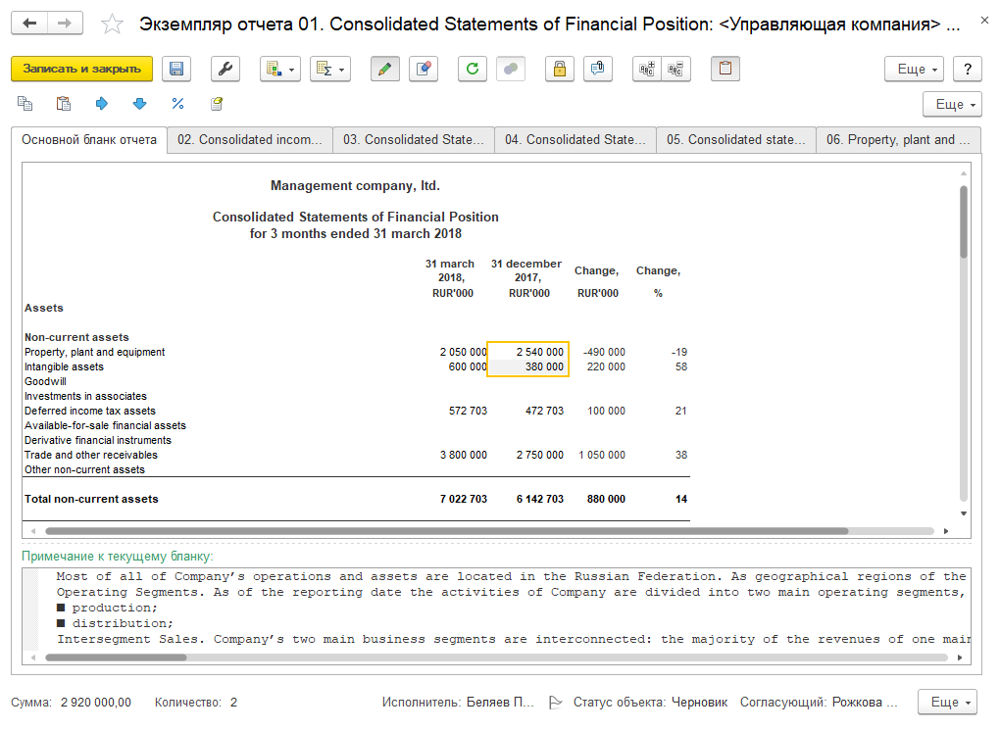 Экземпляр отчета 01. Consolidated Statements of Financial Position: <Управляющая компания> ...
Записать и закрыть
Еще
?
Еще
Основной бланк отчета
02. Consolidated incom...
03. Consolidated State...
04. Consolidated State...
05. Consolidated state...
06. Property, plant and ...
Management company, ltd.
Consolidated Statements of Financial Position
for 3 months ended 31 march 2018
31 march 2018, RUR'000 31 december 2017, RUR'000 Change, RUR'000 Change, %
Assets
Non-current assets
Property, plant and equipment 2 050 000 2 540 000 -490 000 -19
Intangible assets 600 000 380 000 220 000 58
Goodwill
Investments in associates
Deferred income tax assets 572 703 472 703 100 000 21
Available-for-sale financial assets
Derivative financial instruments
Trade and other receivables 3 800 000 2 750 000 1 050 000 38
Other non-current assets
Total non-current assets 7 022 703 6 142 703 880 000 14
Примечание к текущему бланку:
Most of all of Company's operations and assets are located in the Russian Federation. As geographical regions of the
Operating Segments. As of the reporting date the activities of Company are divided into two main operating segments,
■ production;
■ distribution;
Intersegment Sales. Company's two main business segments are interconnected: the majority of the revenues of one main
Сумма: 2 920 000,00 Количество: 2 Исполнитель: Беляев П... Статус объекта: Черновик Согласующий: Рожкова ... Еще